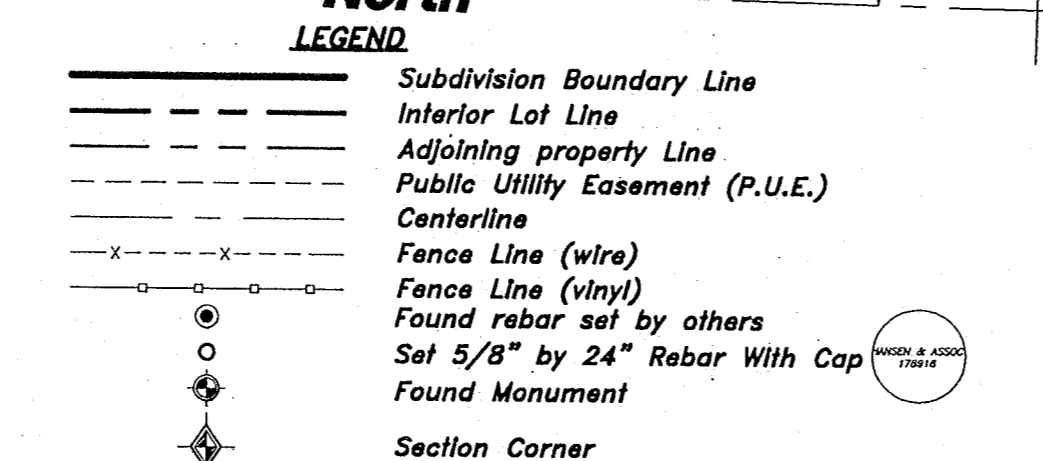 North
LEGEND
Subdivision Boundary Line
Interior Lot Line
Adjoining property Line
Public Utility Easement (P.U.E.)
Centerline
X X Fence Line (wire)
Fence Line (vinyl)
Found rebar set by others
Set 5/8" by 24" Rebar With Cap
ANSEN & ASSOC
178916
Found Monument
Section Corner